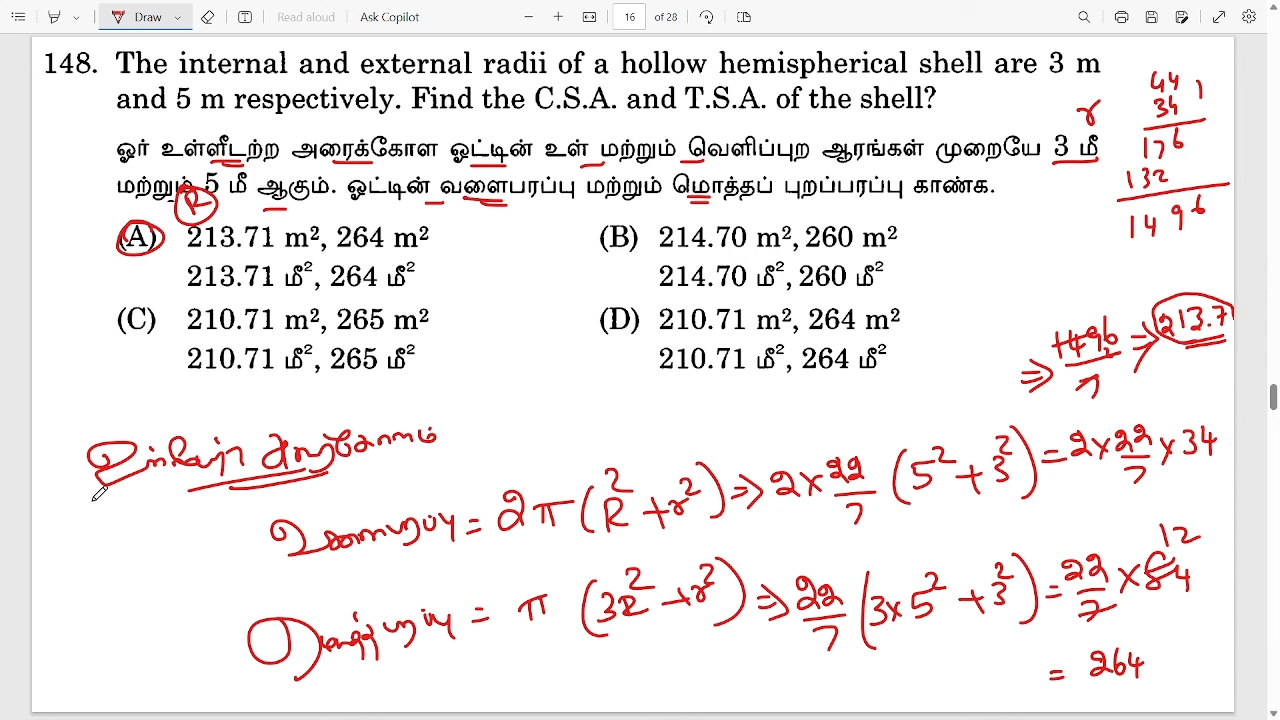 Draw
Read aloud
Ask Copilot
16 of 28
148. The internal and external radii of a hollow hemispherical shell are 3 m
and 5 m respectively. Find the C.S.A. and T.S.A. of the shell?
ஓர் உள்ளீடற்ற அரைக்கோள ஓட்டின் உள் மற்றும் வெளிப்புற ஆரங்கள் முறையே 3 மீ
மற்றும் 5 மீ ஆகும். ஓட்டின் வளைபரப்பு மற்றும் மொத்தப் புறப்பரப்பு காண்க.
r
R
44 1
34
176
132
1496
(A) 213.71 m², 264 m²
213.71 மீ², 264 மீ²
(B) 214.70 m², 260 m²
214.70 மீ², 260 மீ²
(C) 210.71 m², 265 m²
210.71 மீ², 265 மீ²
(D) 210.71 m², 264 m²
210.71 மீ², 264 மீ²
⇒ 1496/7 ⇒ 213.71
= 2π (R² + r²) ⇒ 2 × 22/7 (5² + 3²) = 2 × 22/7 × 34
= π (3R² + r²) ⇒ 22/7 (3×5² + 3²) = 22/7 × 84 12
= 264